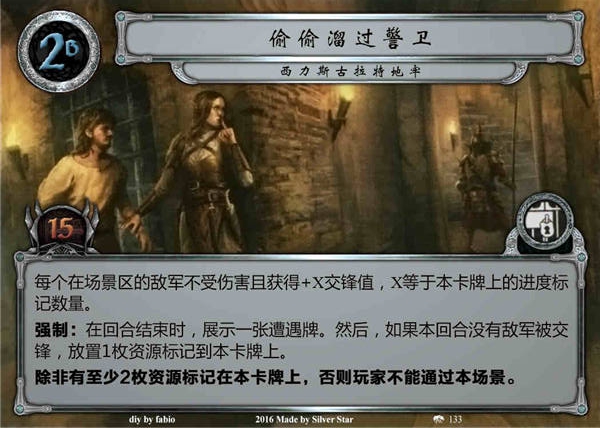 2B
偷偷溜过警卫
西力斯古拉特地牢
15
每个在场景区的敌军不受伤害且获得+X交锋值，X等于本卡牌上的进度标
记数量。
强制：在回合结束时，展示一张遭遇牌。然后，如果本回合没有敌军被交
锋，放置1枚资源标记到本卡牌上。
除非有至少2枚资源标记在本卡牌上，否则玩家不能通过本场景。
diy by fabio 2016 Made by Silver Star 133